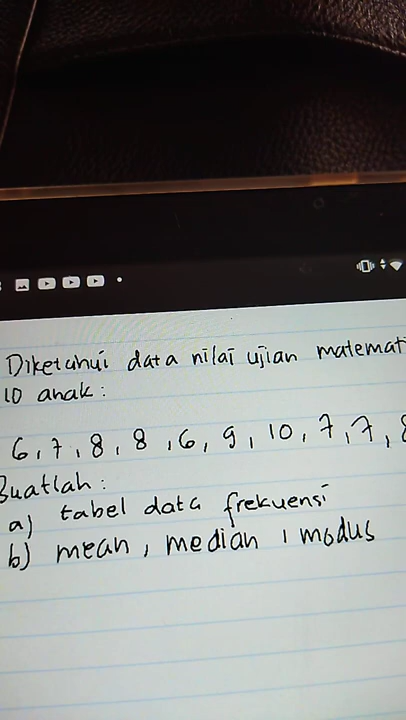 Diketahui data nilai ujian matemati
10 anak :
6, 7, 8, 8, 6, 9, 10, 7, 7,
Buatlah :
a) tabel data frekuensi
b) mean, median, modus